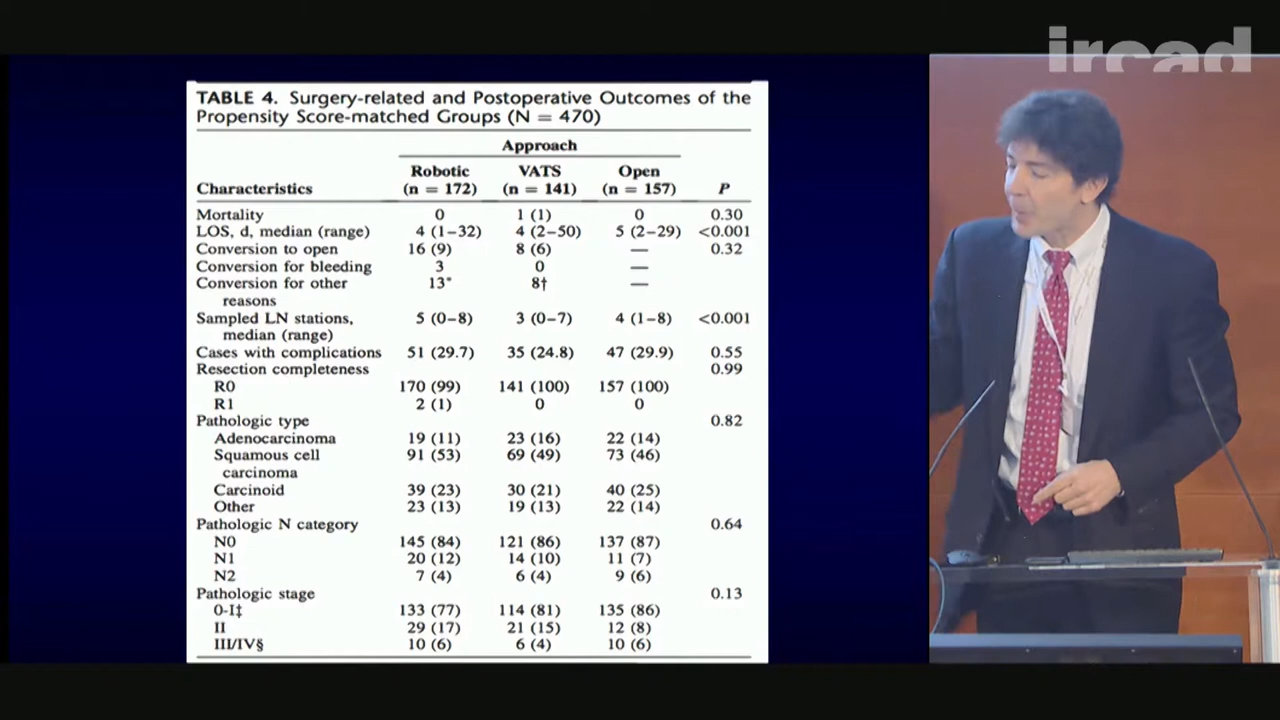 ircad
TABLE 4. Surgery-related and Postoperative Outcomes of the
Propensity Score-matched Groups (N = 470)
Approach
Robotic VATS Open
Characteristics (n = 172) (n = 141) (n = 157) P
Mortality 0 1 (1) 0 0.30
LOS, d, median (range) 4 (1–32) 4 (2–50) 5 (2–29) <0.001
Conversion to open 16 (9) 8 (6) — 0.32
Conversion for bleeding 3 0 —
Conversion for other 13* 8† —
reasons
Sampled LN stations, 5 (0–8) 3 (0–7) 4 (1–8) <0.001
median (range)
Cases with complications 51 (29.7) 35 (24.8) 47 (29.9) 0.55
Resection completeness 0.99
R0 170 (99) 141 (100) 157 (100)
R1 2 (1) 0 0
Pathologic type 0.82
Adenocarcinoma 19 (11) 23 (16) 22 (14)
Squamous cell 91 (53) 69 (49) 73 (46)
carcinoma
Carcinoid 39 (23) 30 (21) 40 (25)
Other 23 (13) 19 (13) 22 (14)
Pathologic N category 0.64
N0 145 (84) 121 (86) 137 (87)
N1 20 (12) 14 (10) 11 (7)
N2 7 (4) 6 (4) 9 (6)
Pathologic stage 0.13
0-I‡ 133 (77) 114 (81) 135 (86)
II 29 (17) 21 (15) 12 (8)
III/IV§ 10 (6) 6 (4) 10 (6)